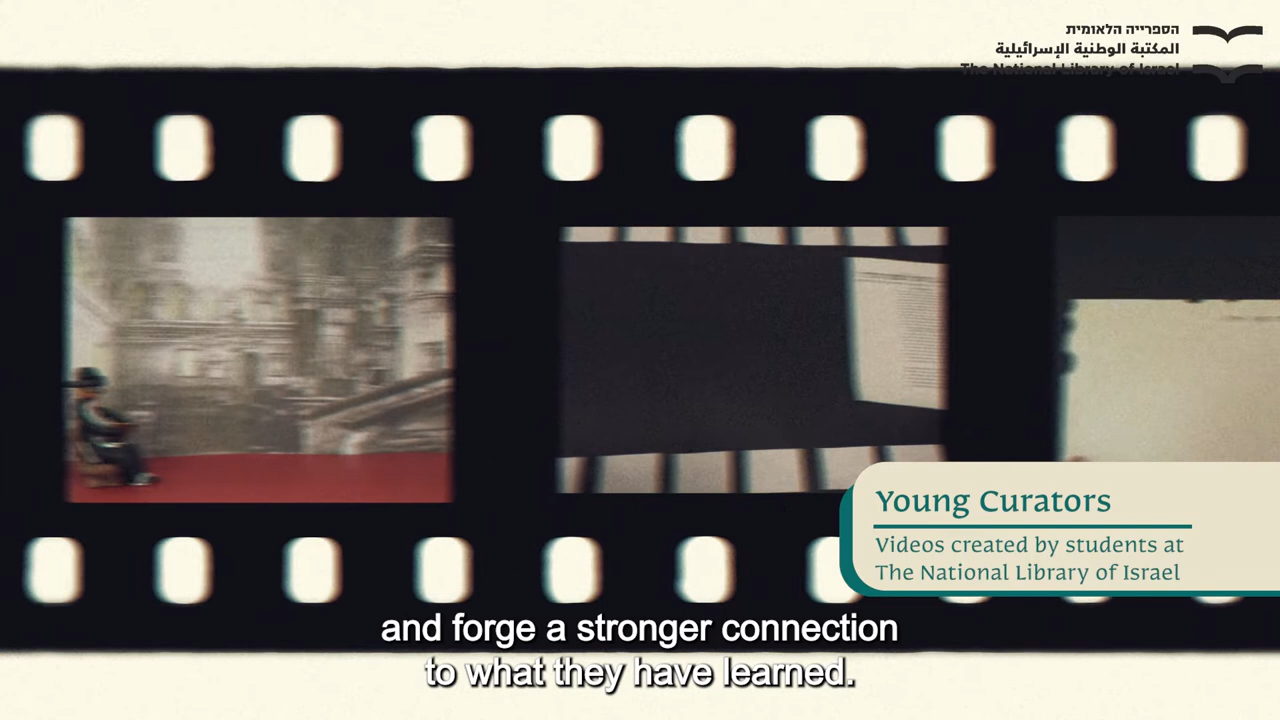 הספרייה הלאומית
المكتبة الوطنية الإسرائيلية
The National Library of Israel
Young Curators
Videos created by students at
The National Library of Israel
and forge a stronger connection
to what they have learned.